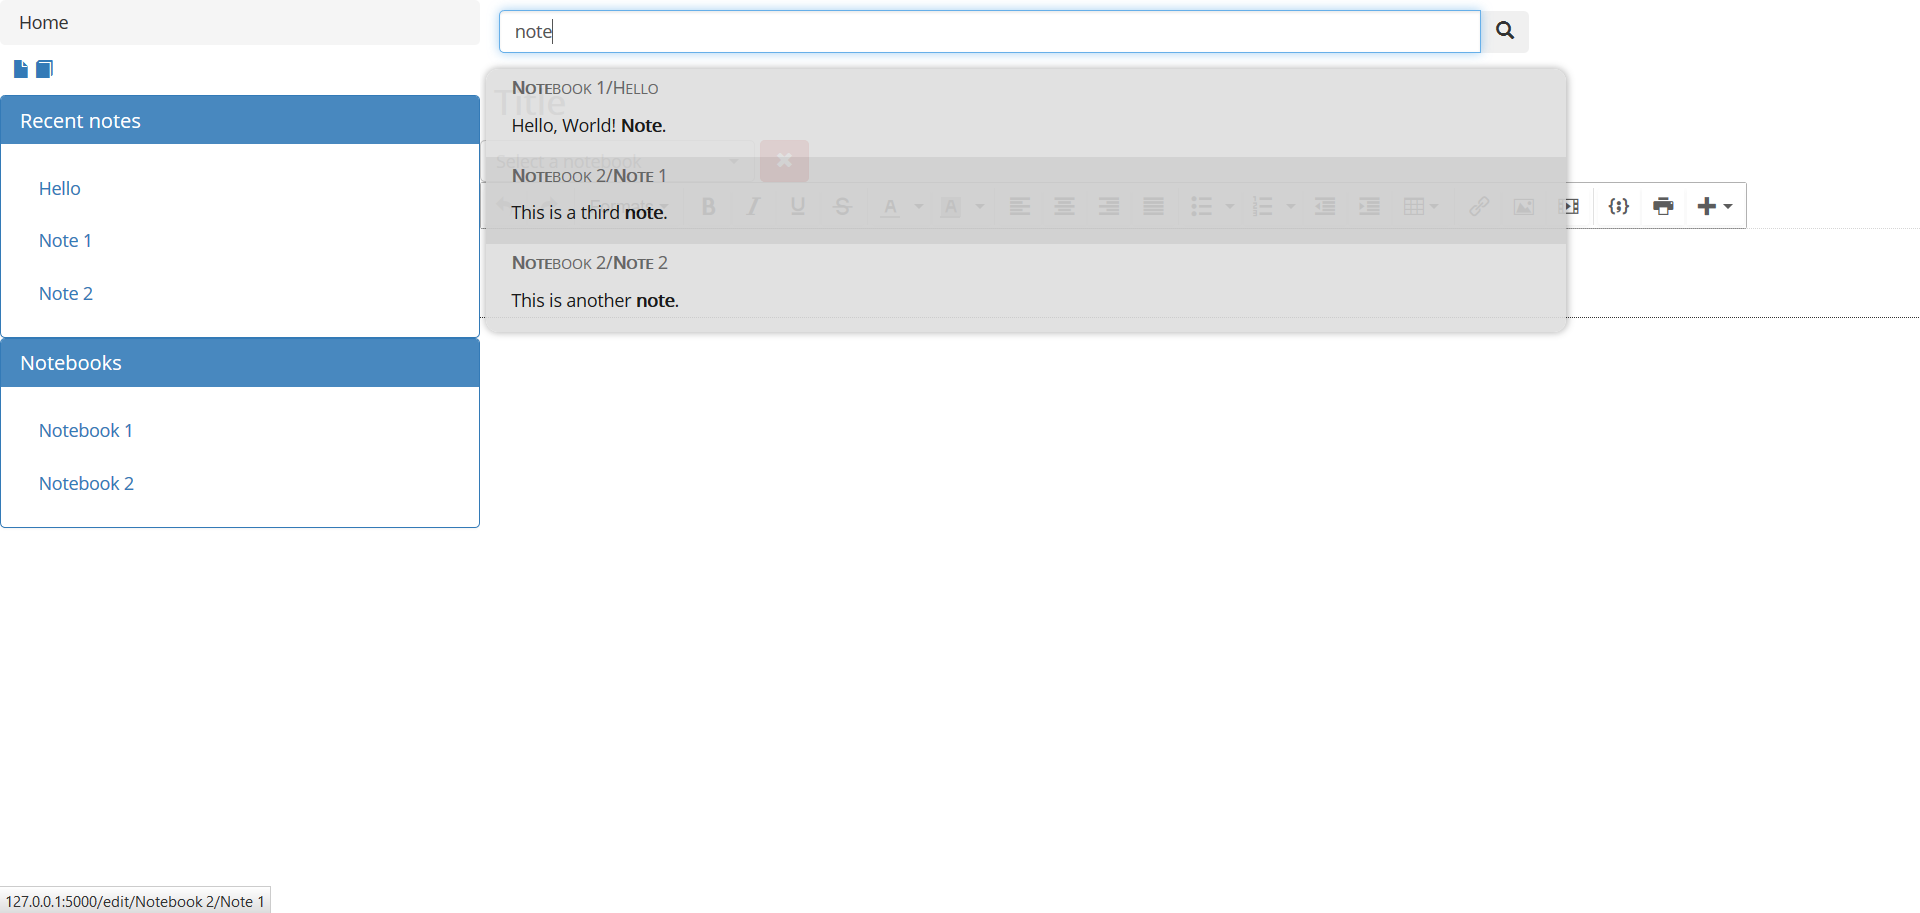 Home
note
Recent notes
Hello
Note 1
Note 2
Notebooks
Notebook 1
Notebook 2
Title
Select a notebook
Formats
NOTEBOOK 1/HELLO
Hello, World! Note.
NOTEBOOK 2/NOTE 1
This is a third note.
NOTEBOOK 2/NOTE 2
This is another note.
127.0.0.1:5000/edit/Notebook 2/Note 1